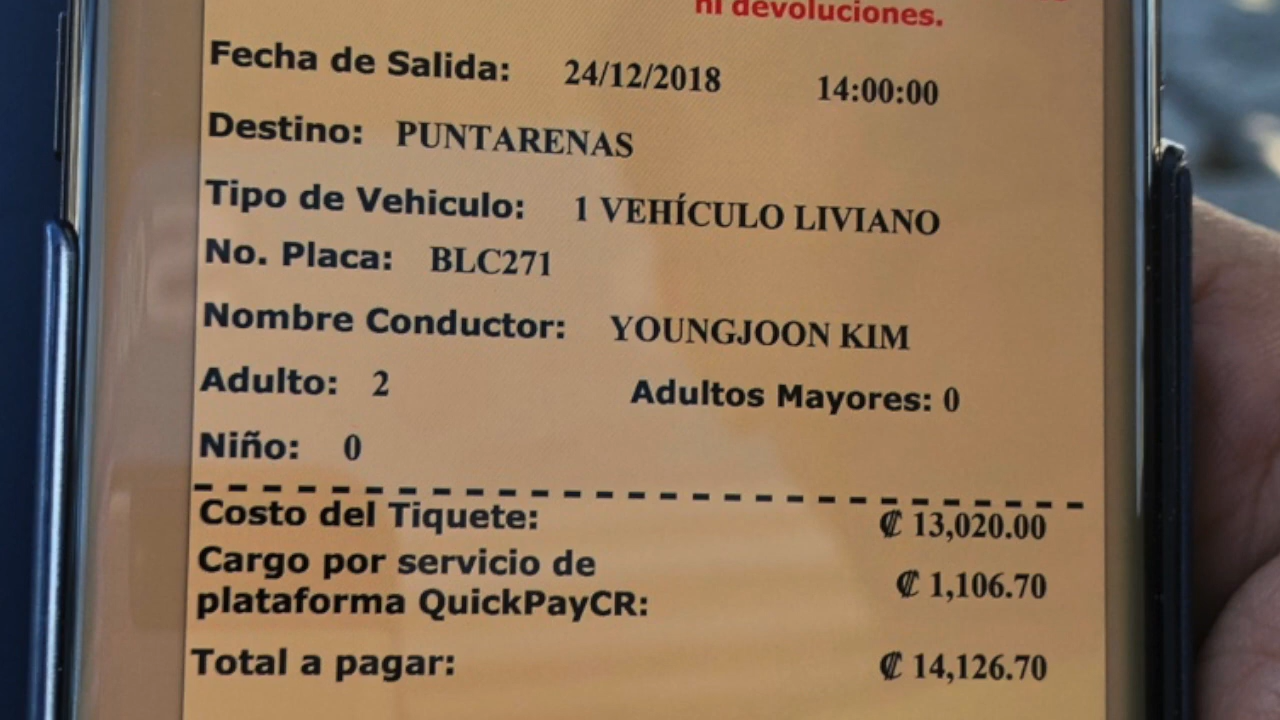 ni devoluciones.
Fecha de Salida: 24/12/2018 14:00:00
Destino: PUNTARENAS
Tipo de Vehiculo: 1 VEHÍCULO LIVIANO
No. Placa: BLC271
Nombre Conductor: YOUNGJOON KIM
Adulto: 2 Adultos Mayores: 0
Niño: 0
Costo del Tiquete: ₡ 13,020.00
Cargo por servicio de
plataforma QuickPayCR: ₡ 1,106.70
Total a pagar: ₡ 14,126.70